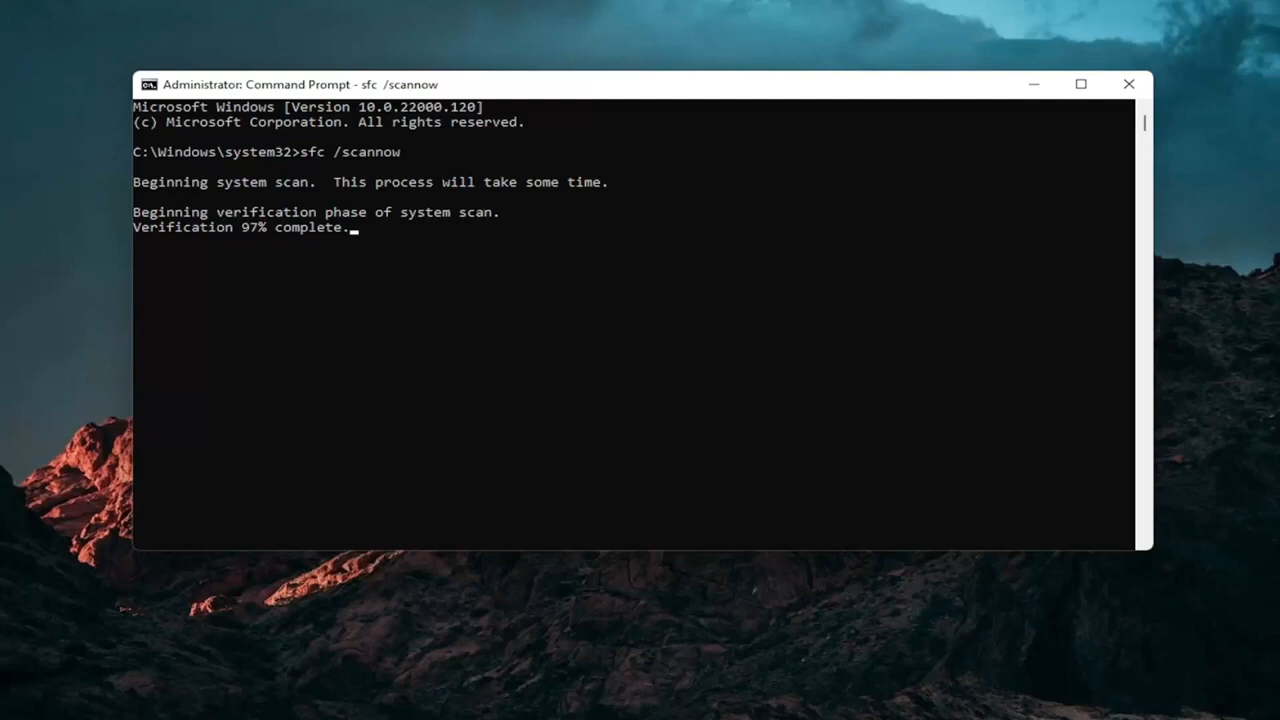 Administrator: Command Prompt - sfc  /scannow
Microsoft Windows [Version 10.0.22000.120]
(c) Microsoft Corporation. All rights reserved.
C:\Windows\system32>sfc /scannow
Beginning system scan.  This process will take some time.
Beginning verification phase of system scan.
Verification 97% complete.